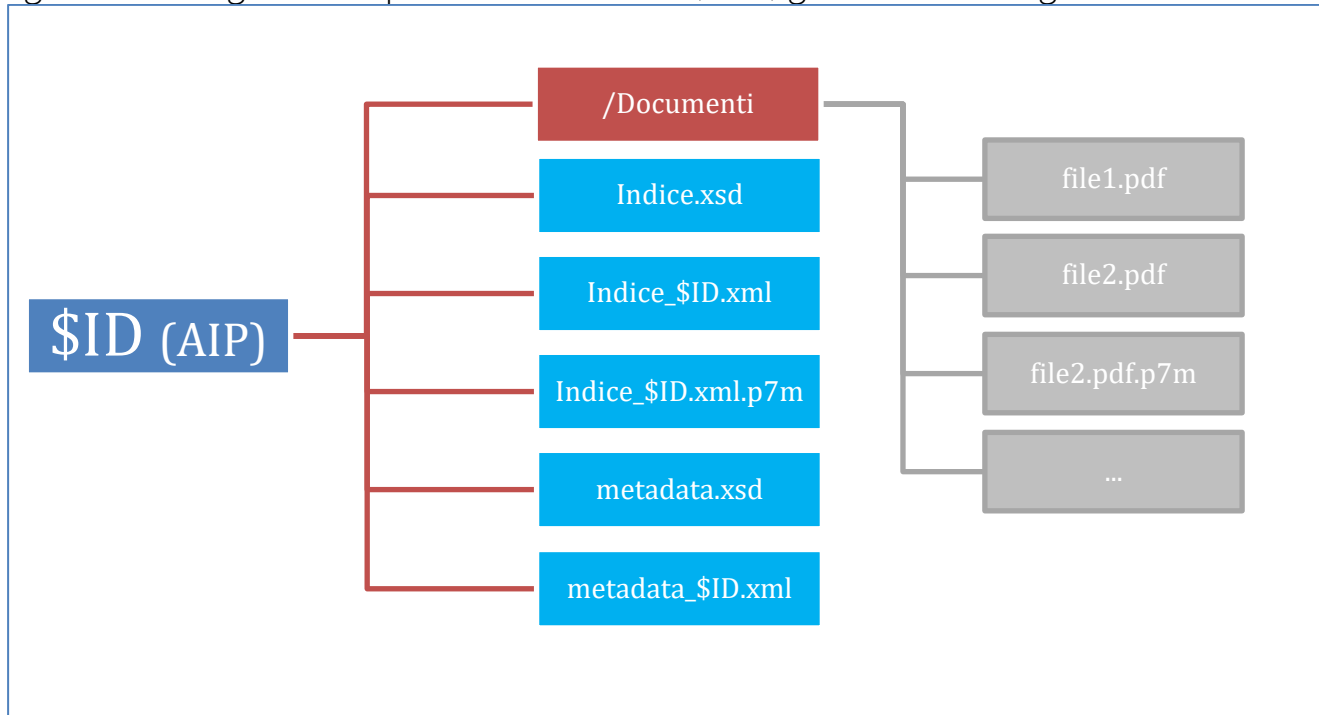 $ID (AIP)
/Documenti
Indice.xsd
Indice_$ID.xml
Indice_$ID.xml.p7m
metadata.xsd
metadata_$ID.xml
file1.pdf
file2.pdf
file2.pdf.p7m
...